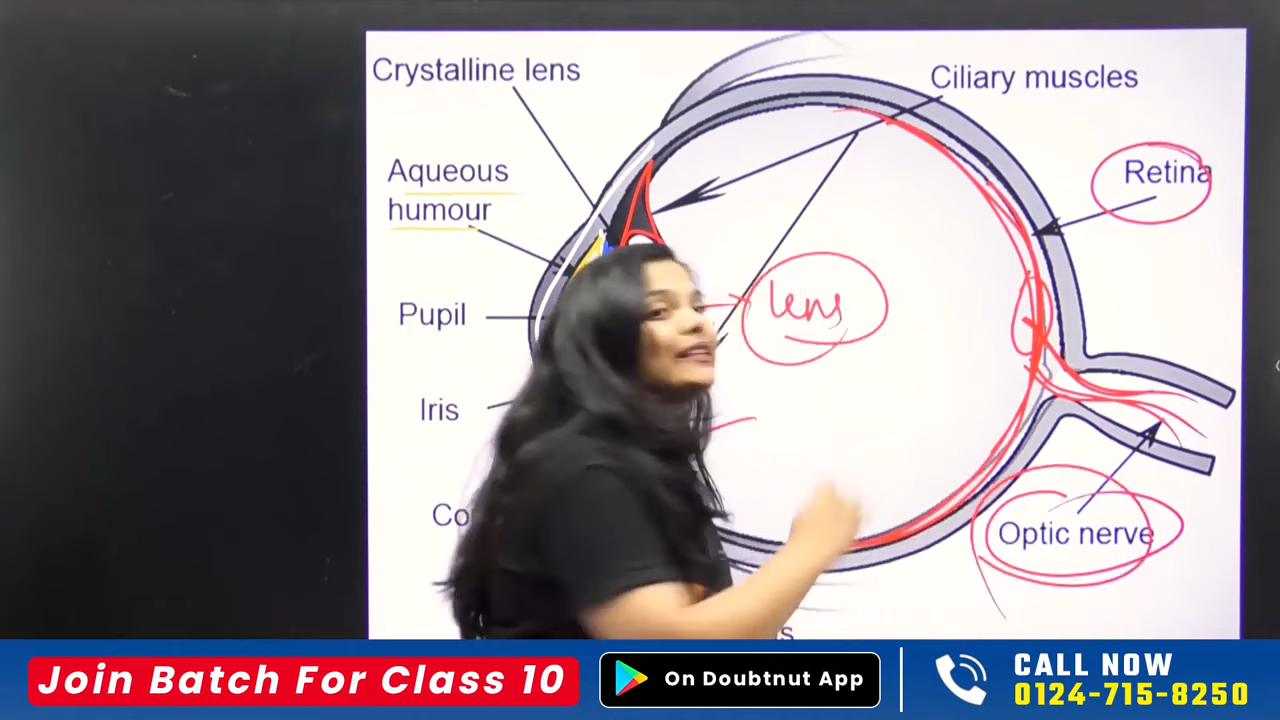 Crystalline lens
Ciliary muscles
Aqueous
humour
Retina
lens
Pupil
Iris
Optic nerve
Join Batch For Class 10
On Doubtnut App
CALL NOW
0124-715-8250